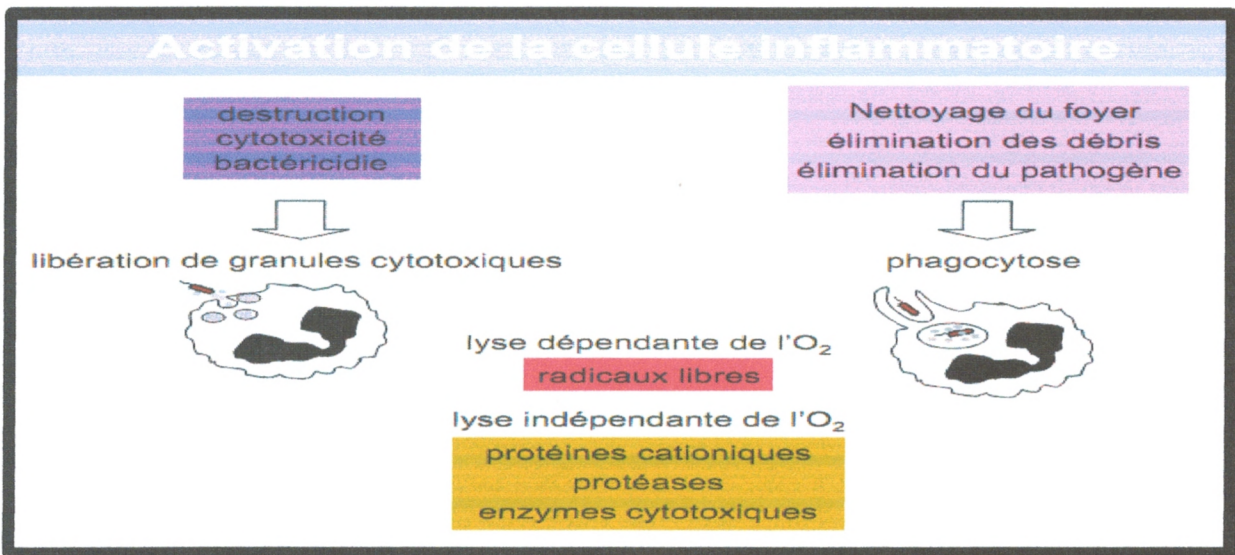 Activation de la cellule inflammatoire
destruction
cytotoxicité
bactéricidie
Nettoyage du foyer
élimination des débris
élimination du pathogène
libération de granules cytotoxiques
phagocytose
lyse dépendante de l'O₂
radicaux libres
lyse indépendante de l'O₂
protéines cationiques
protéases
enzymes cytotoxiques